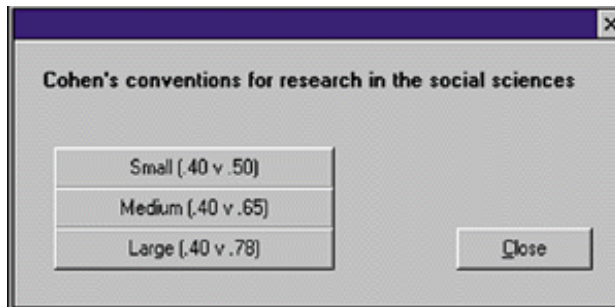 Cohen's conventions for research in the social sciences
Small (.40 v .50)
Medium (.40 v .65)
Large (.40 v .78)
Close